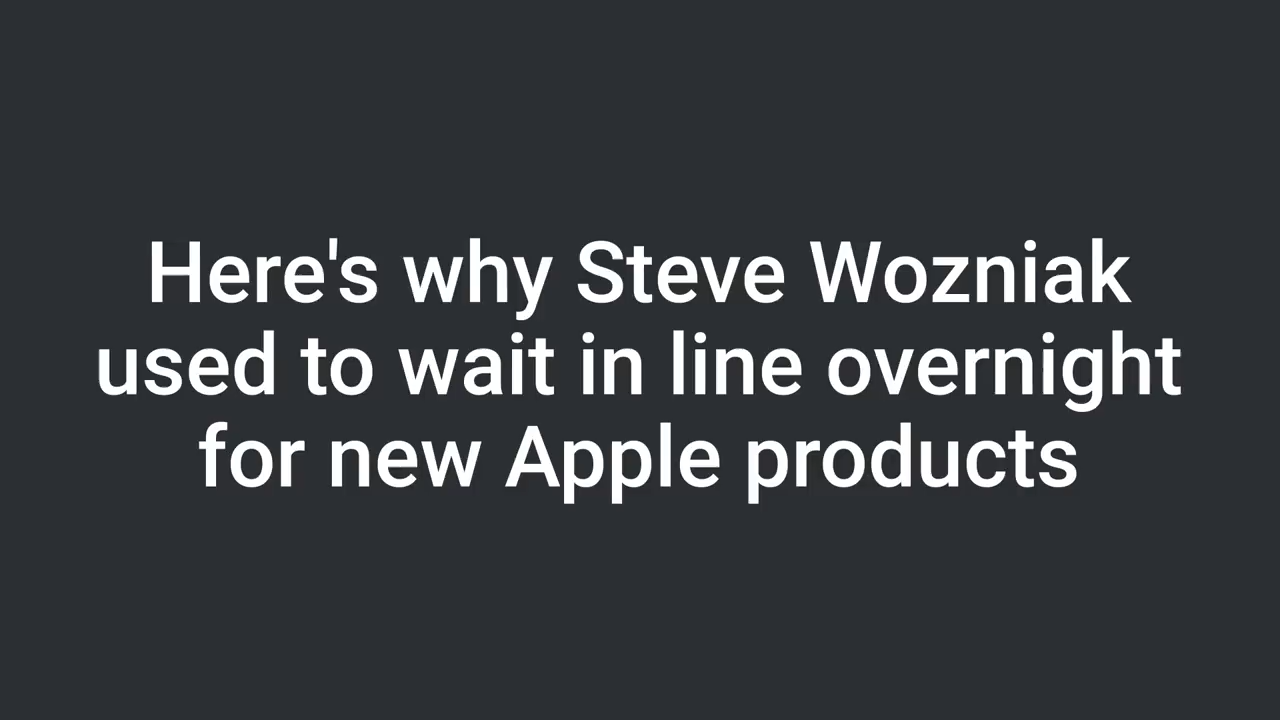 Here's why Steve Wozniak
used to wait in line overnight
for new Apple products